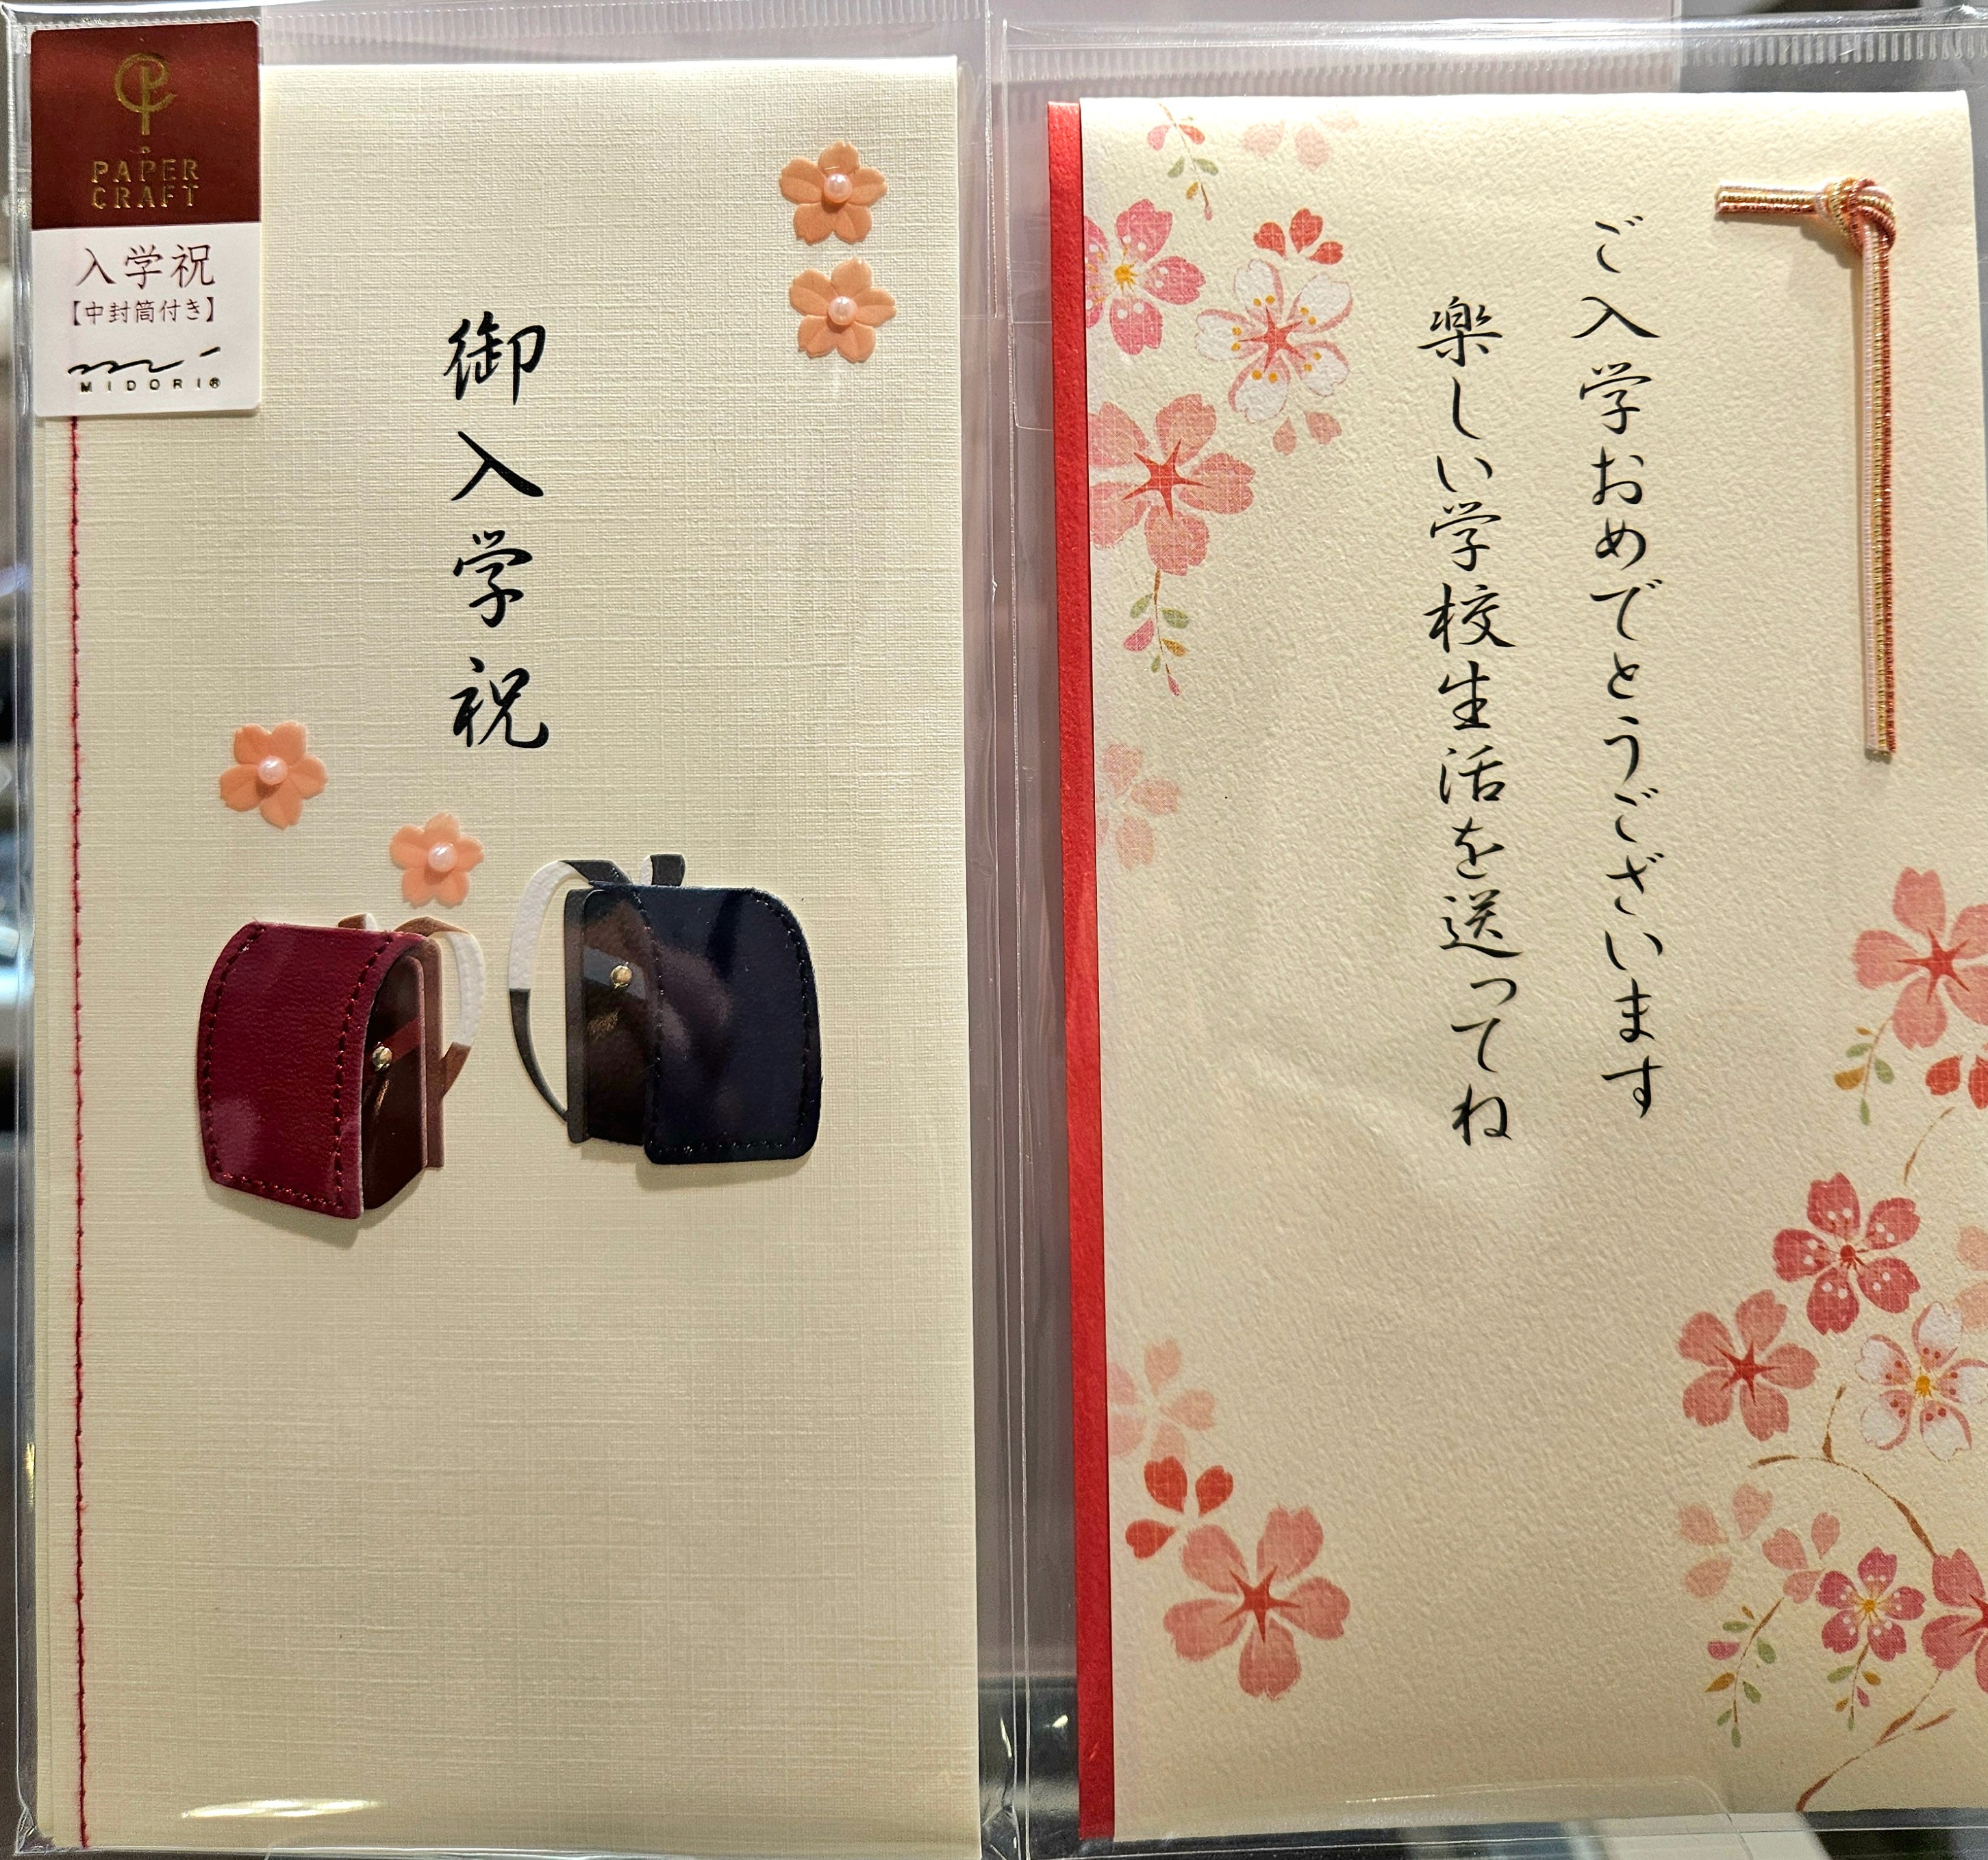 PAPER
CRAFT
入学祝
【中封筒付き】
MIDORI®
御入学祝
ご入学おめでとうございます
楽しい学校生活を送ってね